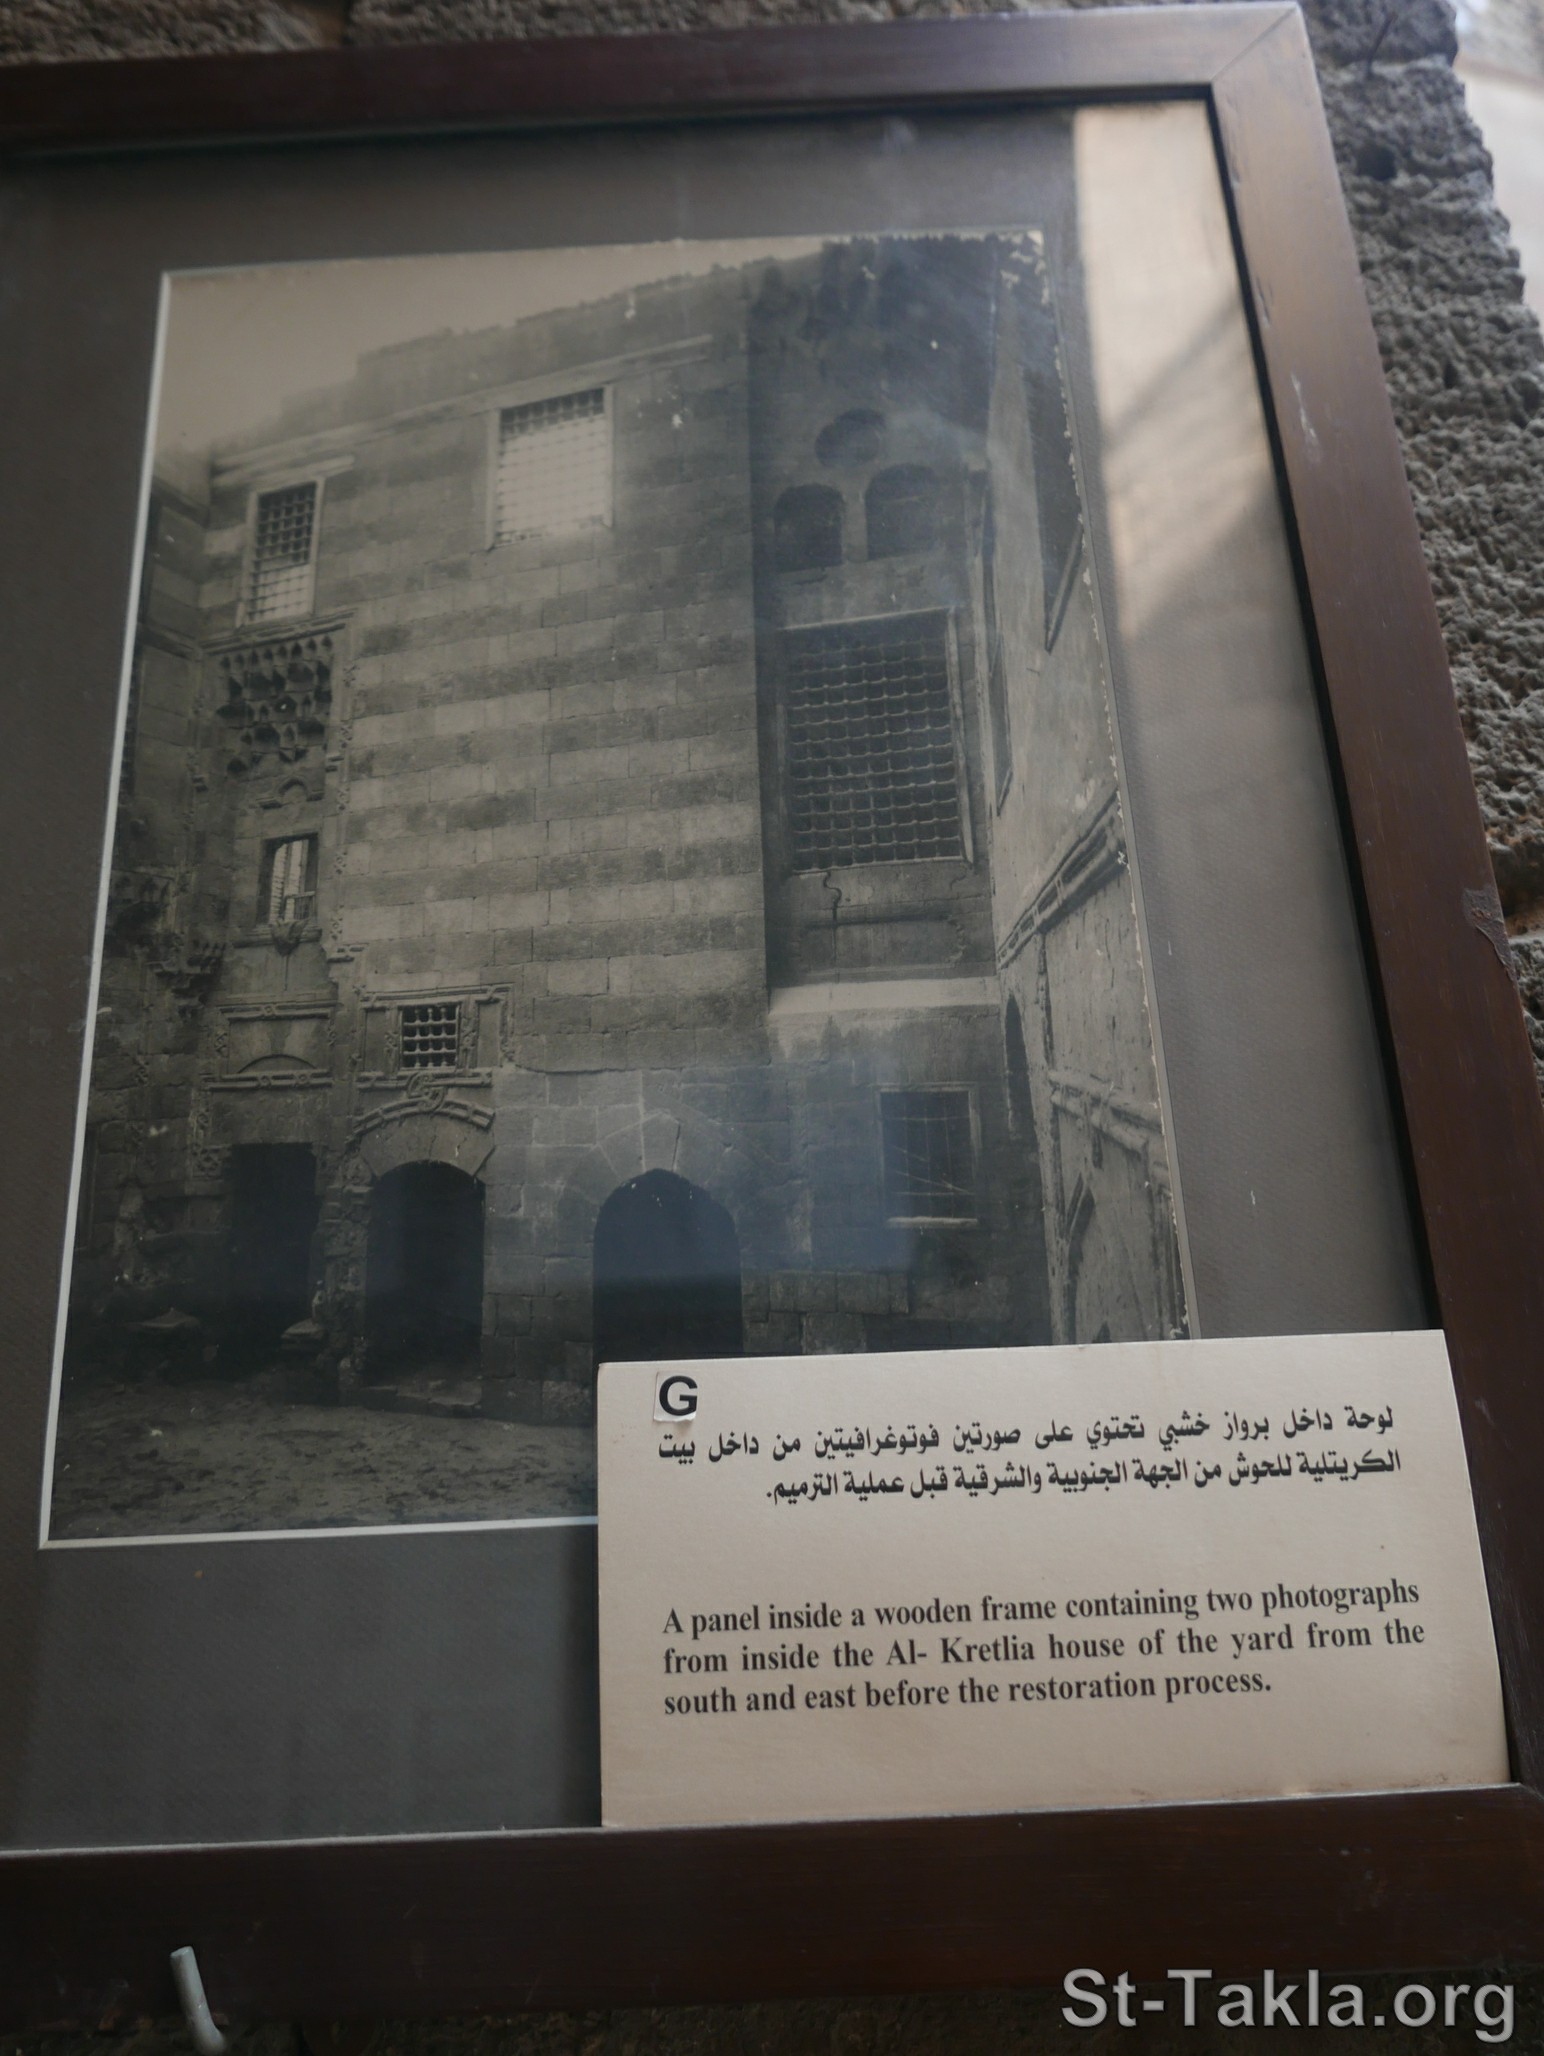 G
لوحة داخل برواز خشبي تحتوي على صورتين فوتوغرافيتين من داخل بيت
الكريتلية للحوش من الجهة الجنوبية والشرقية قبل عملية الترميم.
A panel inside a wooden frame containing two photographs
from inside the Al- Kretlia house of the yard from the
south and east before the restoration process.
St-Takla.org